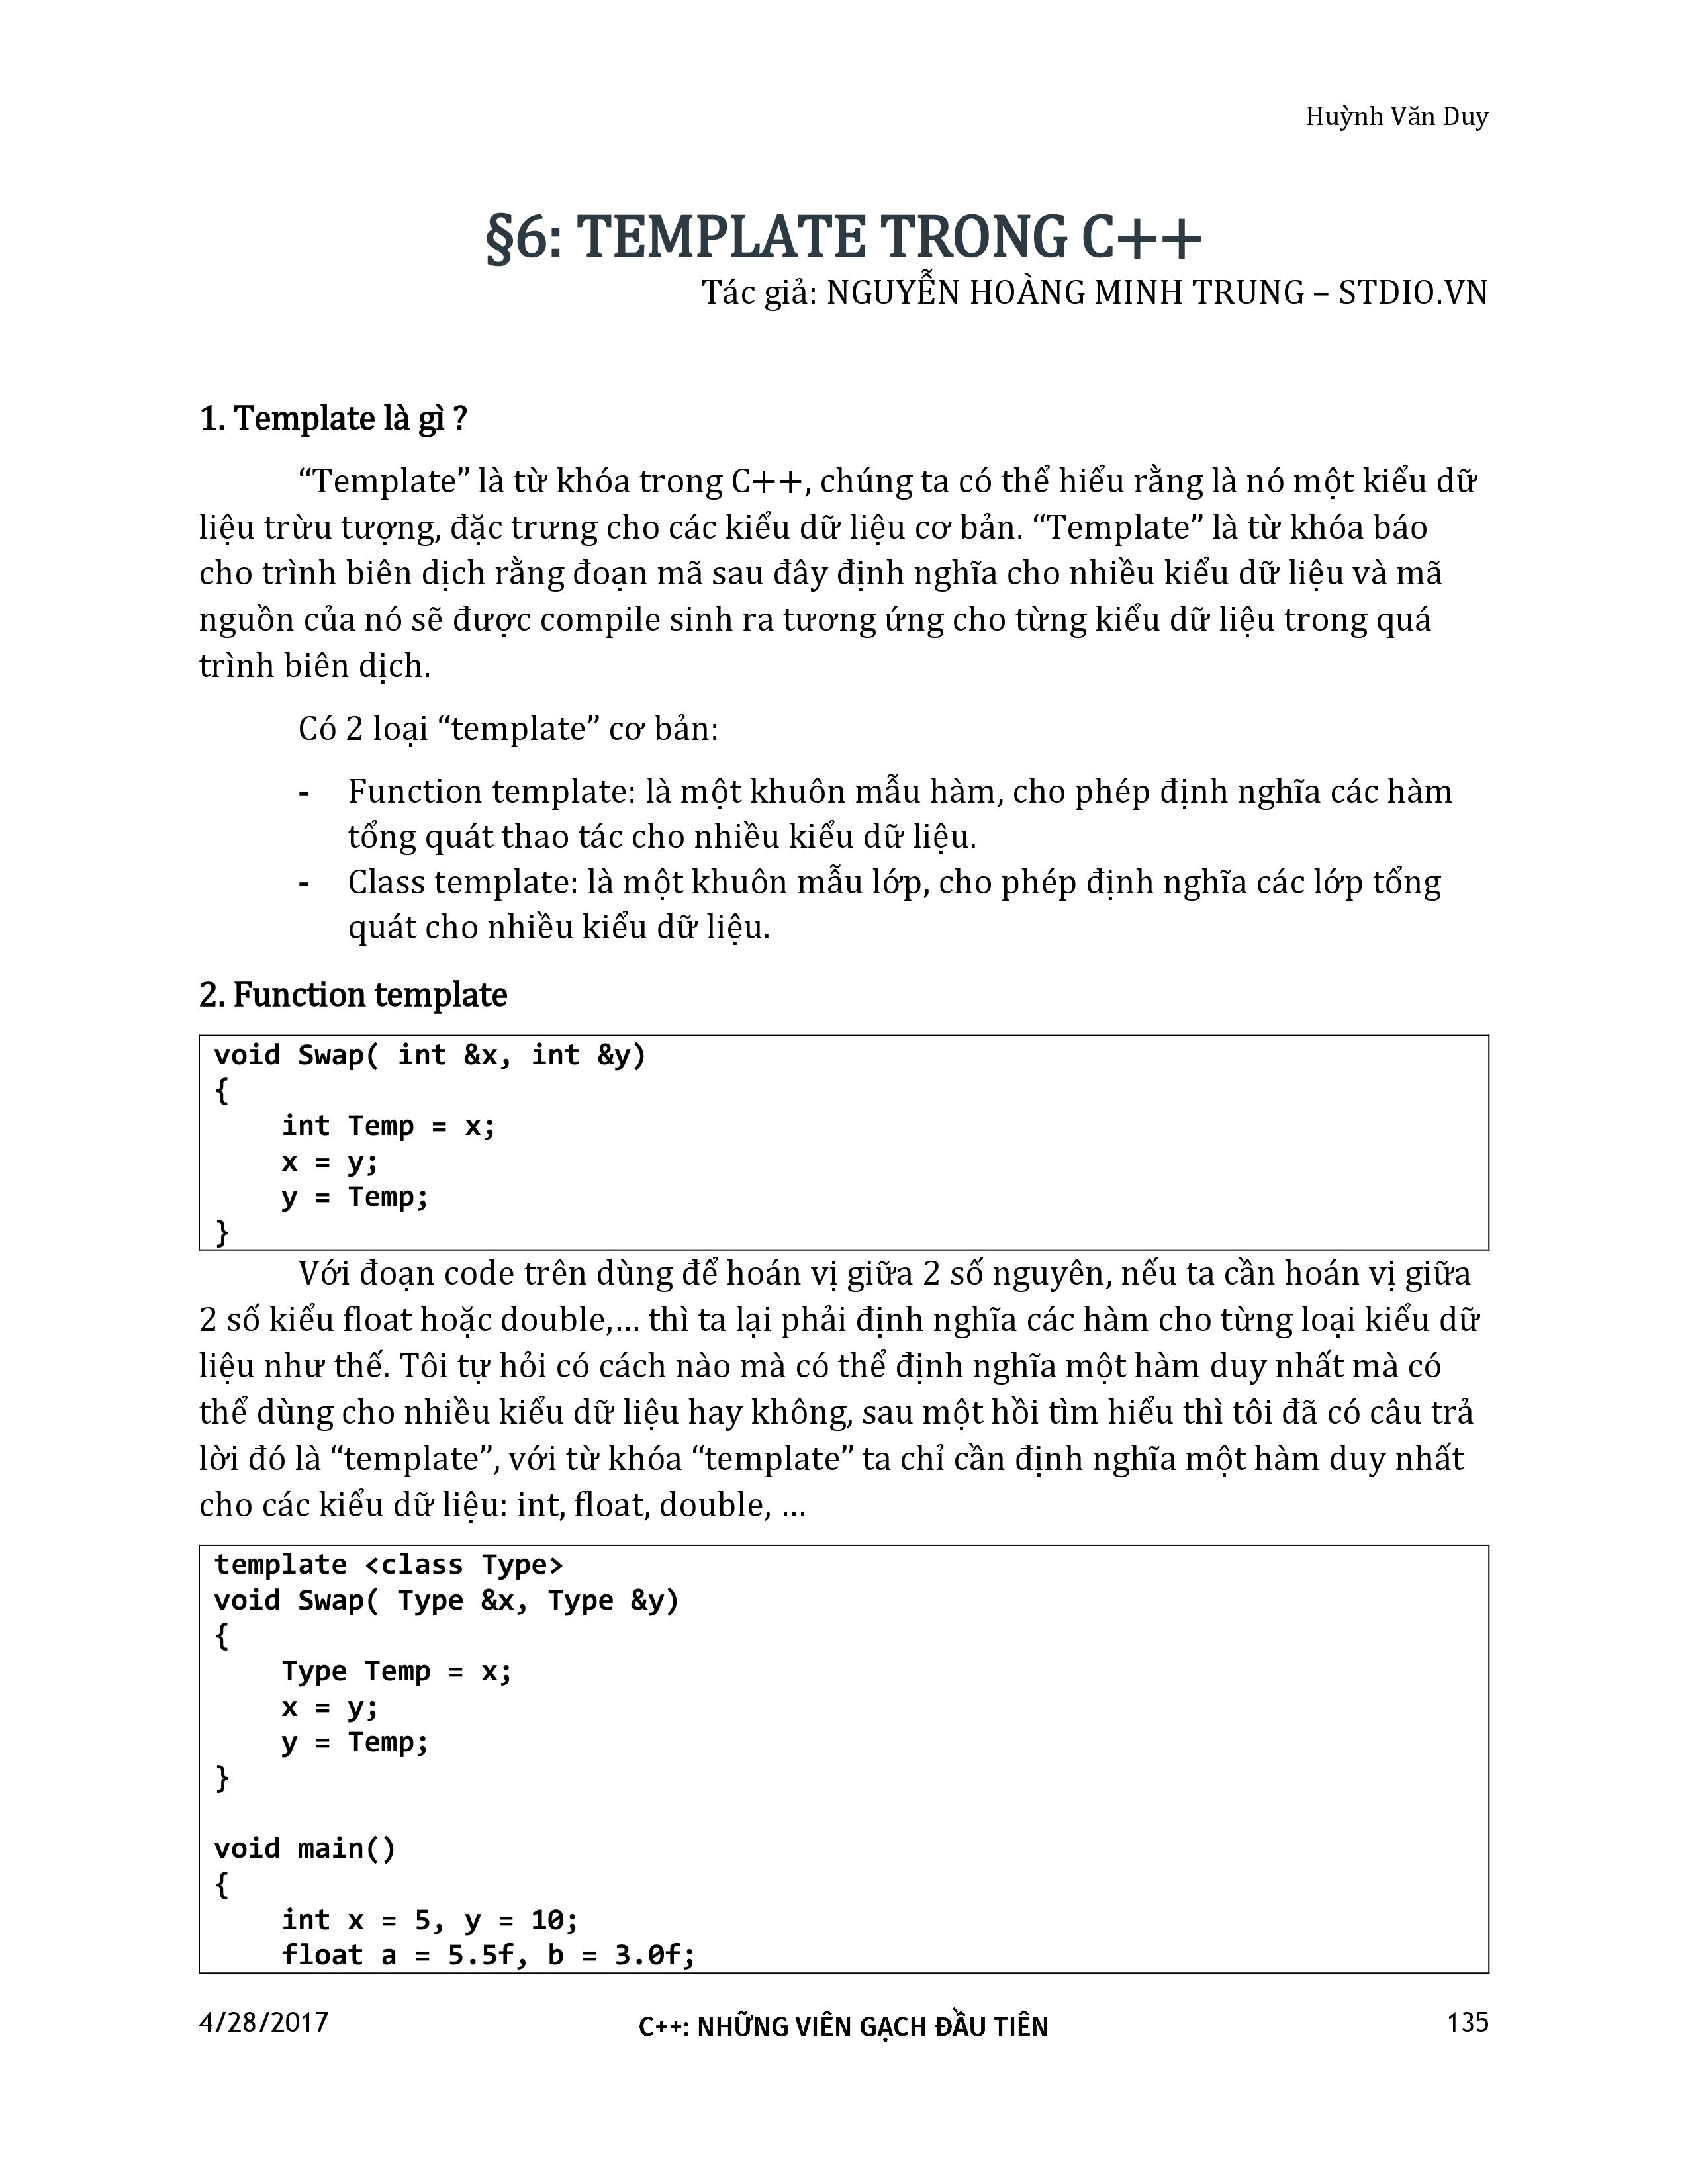 Huỳnh Văn Duy
§6: TEMPLATE TRONG C++
Tác giả: NGUYỄN HOÀNG MINH TRUNG – STDIO.VN
1. Template là gì ?
“Template” là từ khóa trong C++, chúng ta có thể hiểu rằng là nó một kiểu dữ
liệu trừu tượng, đặc trưng cho các kiểu dữ liệu cơ bản. “Template” là từ khóa báo
cho trình biên dịch rằng đoạn mã sau đây định nghĩa cho nhiều kiểu dữ liệu và mã
nguồn của nó sẽ được compile sinh ra tương ứng cho từng kiểu dữ liệu trong quá
trình biên dịch.
Có 2 loại “template” cơ bản:
- Function template: là một khuôn mẫu hàm, cho phép định nghĩa các hàm
tổng quát thao tác cho nhiều kiểu dữ liệu.
- Class template: là một khuôn mẫu lớp, cho phép định nghĩa các lớp tổng
quát cho nhiều kiểu dữ liệu.
2. Function template
void Swap( int &x, int &y)
{
    int Temp = x;
    x = y;
    y = Temp;
}
Với đoạn code trên dùng để hoán vị giữa 2 số nguyên, nếu ta cần hoán vị giữa
2 số kiểu float hoặc double,… thì ta lại phải định nghĩa các hàm cho từng loại kiểu dữ
liệu như thế. Tôi tự hỏi có cách nào mà có thể định nghĩa một hàm duy nhất mà có
thể dùng cho nhiều kiểu dữ liệu hay không, sau một hồi tìm hiểu thì tôi đã có câu trả
lời đó là “template”, với từ khóa “template” ta chỉ cần định nghĩa một hàm duy nhất
cho các kiểu dữ liệu: int, float, double, …
template <class Type>
void Swap( Type &x, Type &y)
{
    Type Temp = x;
    x = y;
    y = Temp;
}
void main()
{
    int x = 5, y = 10;
    float a = 5.5f, b = 3.0f;
4/28/2017
C++: NHỮNG VIÊN GẠCH ĐẦU TIÊN
135